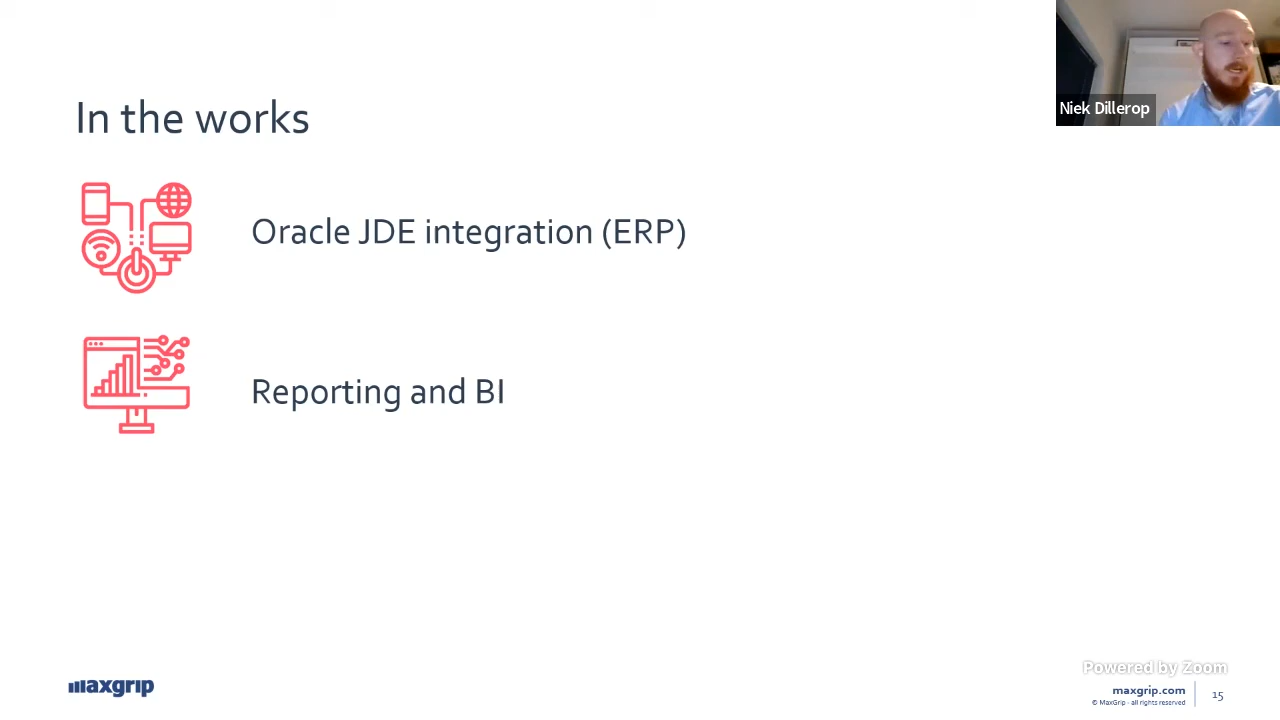 Niek Dillerop
In the works
Oracle JDE integration (ERP)
Reporting and BI
maxgrip
Powered by Zoom
maxgrip.com
© MaxGrip - all rights reserved
15